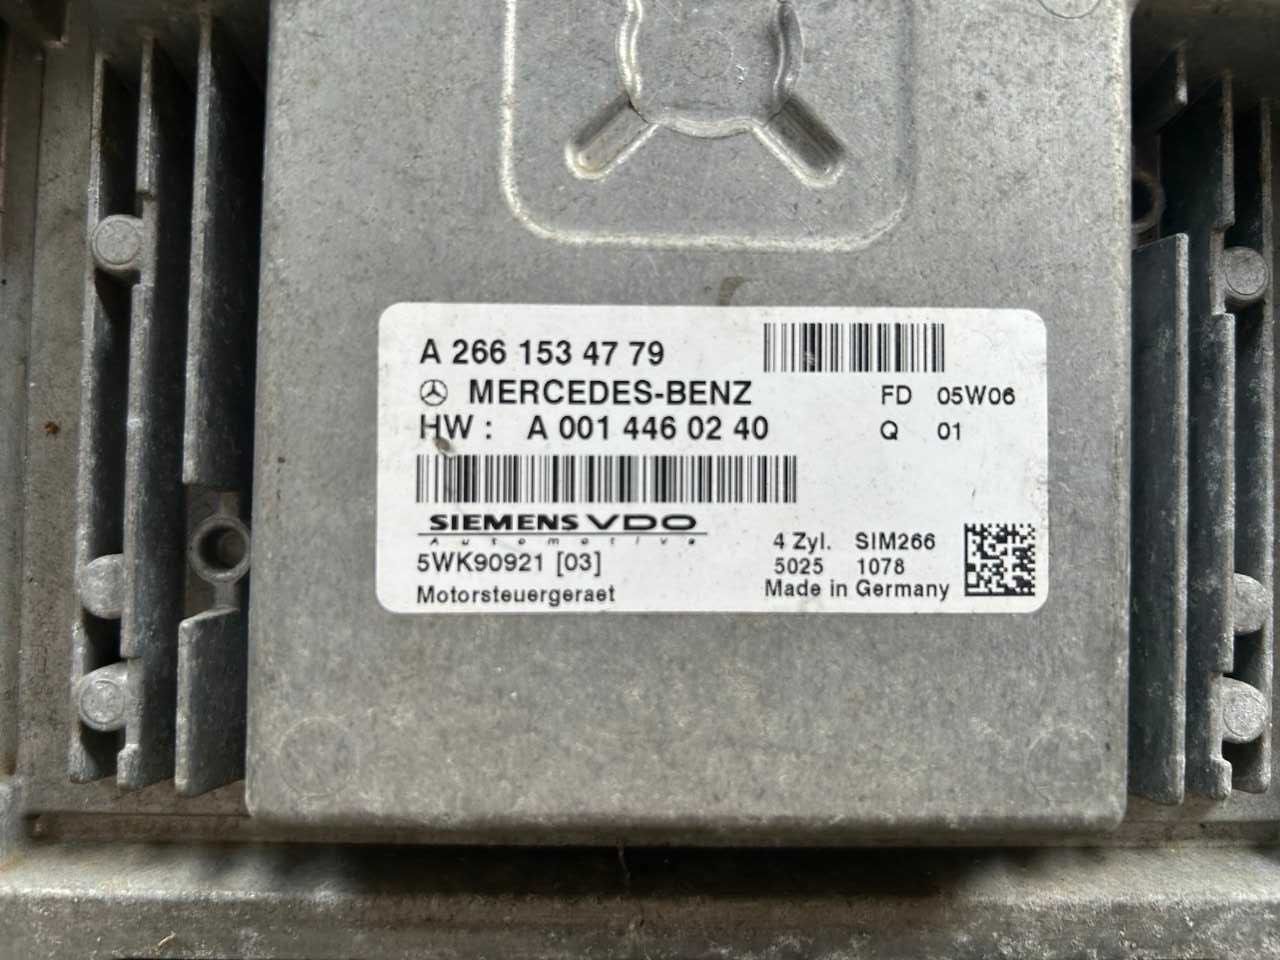 A 266 153 47 79
MERCEDES-BENZ FD 05W06
HW : A 001 446 02 40 Q 01
SIEMENS VDO
Automotive
4 Zyl. SIM266
5WK90921 [03] 5025 1078
Motorsteuergeraet Made in Germany